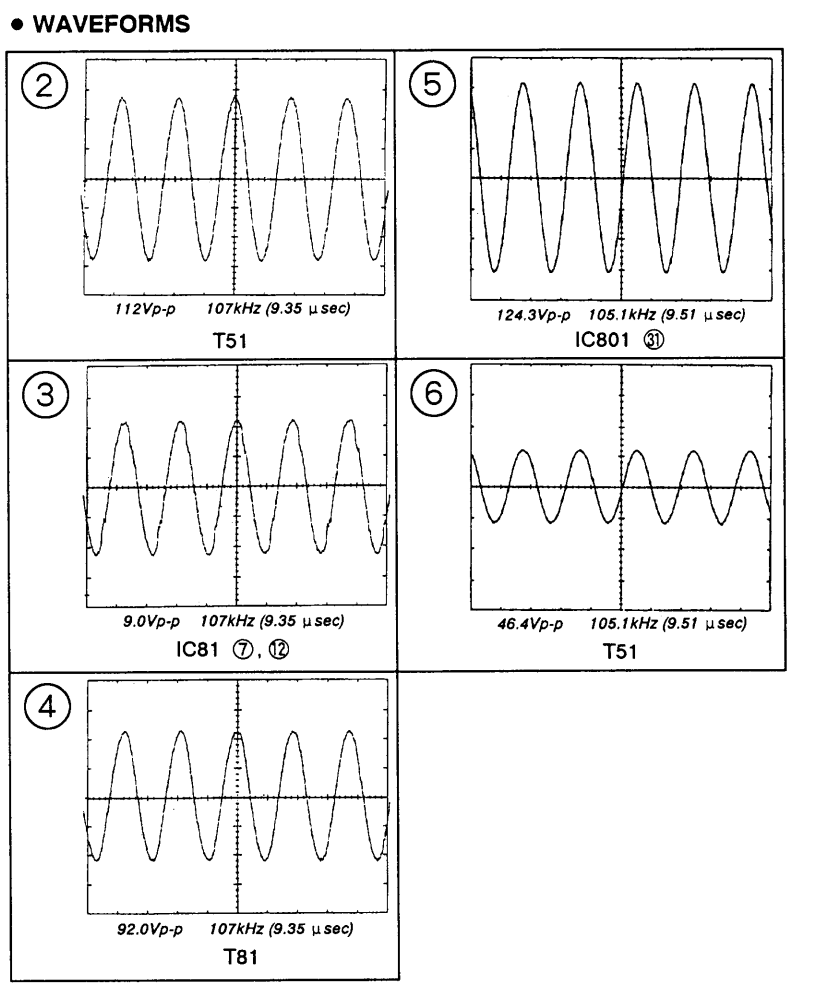 ● WAVEFORMS
②
112Vp-p 107kHz (9.35 μsec)
T51
③
9.0Vp-p 107kHz (9.35 μsec)
IC81 ⑦, ⑫
④
92.0Vp-p 107kHz (9.35 μsec)
T81
⑤
124.3Vp-p 105.1kHz (9.51 μsec)
IC801 ㉛
⑥
46.4Vp-p 105.1kHz (9.51 μsec)
T51